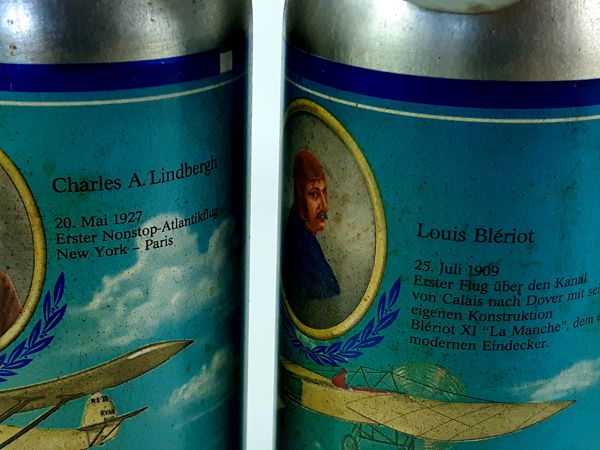 Charles A. Lindbergh
20. Mai 1927
Erster Nonstop-Atlantikflug
New York – Paris
RYAN
Louis Blériot
25. Juli 1909
Erster Flug über den Kanal
von Calais nach Dover mit
eigenen Konstruktion
Blériot XI "La Manche", dem
modernen Eindecker.